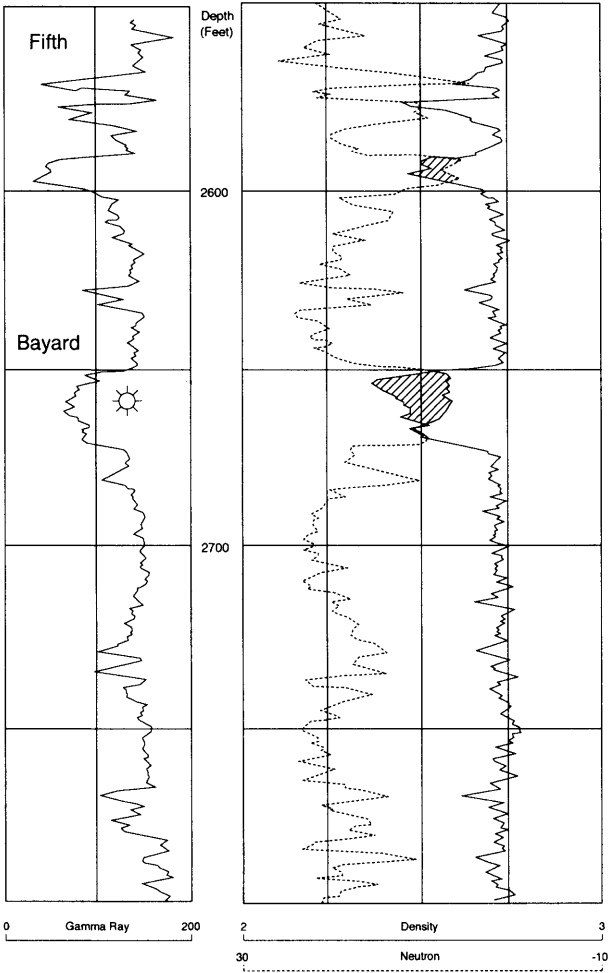 Depth
(Feet)
Fifth
2600
Bayard
2700
0 Gamma Ray 200
2 Density 3
30 Neutron -10